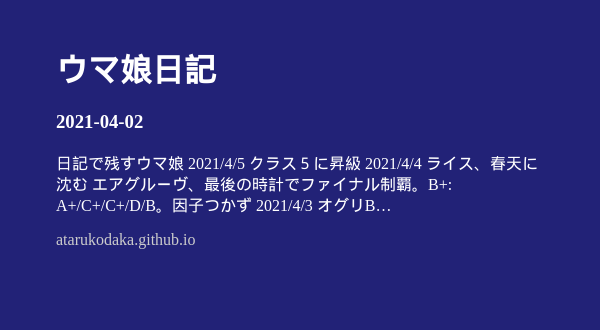 ウマ娘日記
2021-04-02
日記で残すウマ娘 2021/4/5 クラス５に昇級 2021/4/4 ライス、春天に
沈む エアグルーヴ、最後の時計でファイナル制覇。B+:
A+/C+/C+/D/B。因子つかず 2021/4/3 オグリB…
atarukodaka.github.io